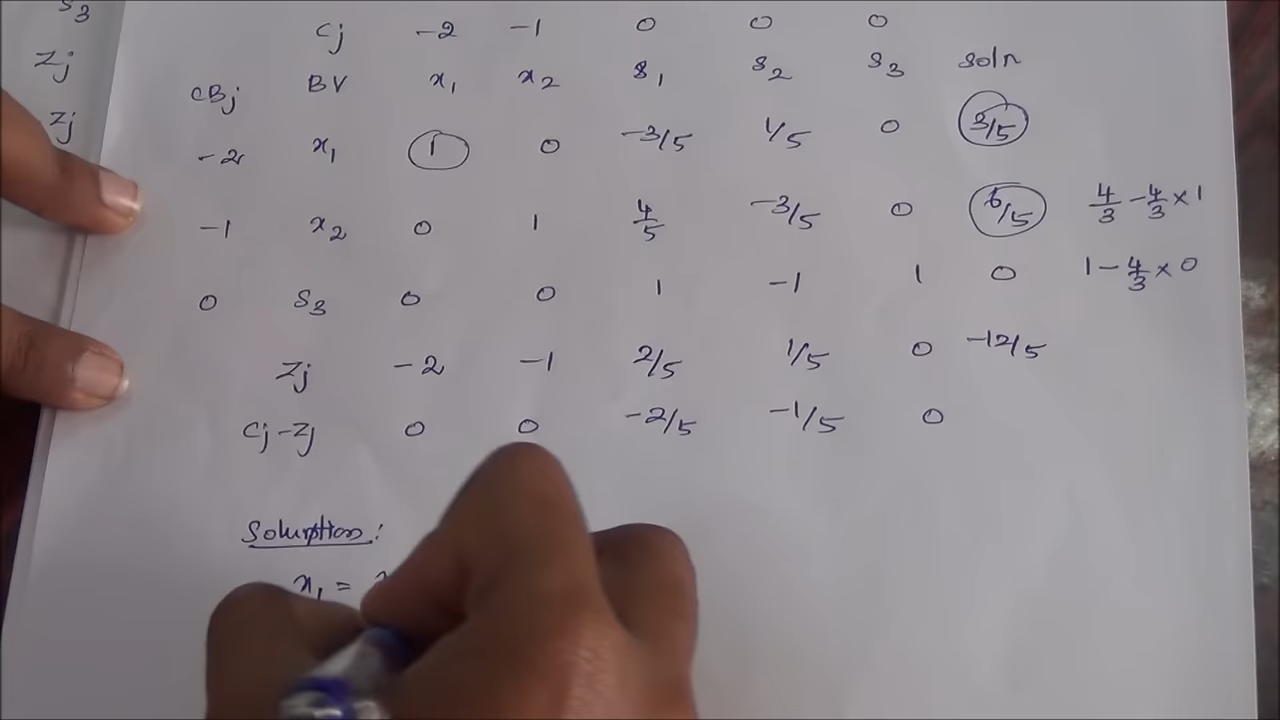 S3
Zj
Zj
Cj -2 -1 0 0 0
CBj BV x1 x2 S1 S2 S3 Soln
-2 x1 1 0 -3/5 1/5 0 3/5
-1 x2 0 1 4/5 -3/5 0 6/5 4/3 - 4/3 × 1
0 S3 0 0 1 -1 1 0 1 - 4/3 × 0
Zj -2 -1 2/5 1/5 0 -12/5
Cj - Zj 0 0 -2/5 -1/5 0
Solution:
x1 =